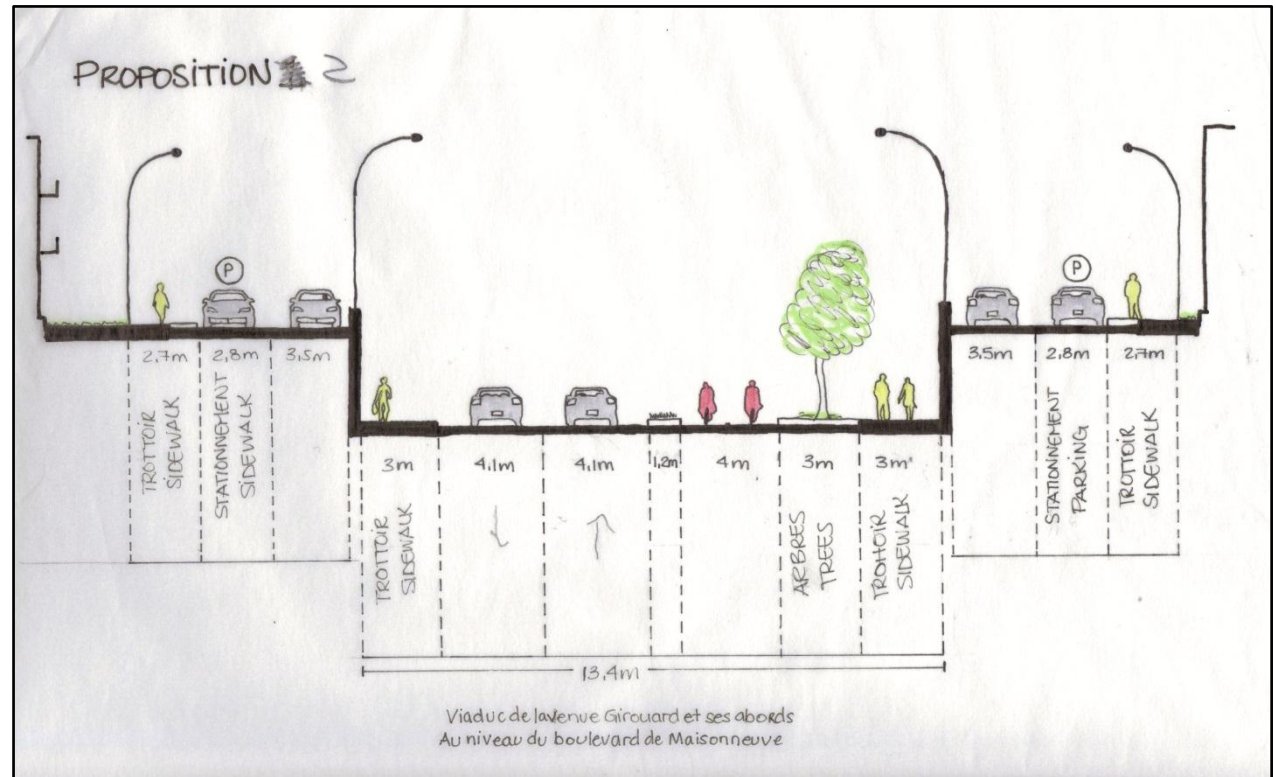 PROPOSITION 2
P
P
2,7m 2,8m 3,5m
3,5m 2,8m 2,7m
TROTTOIR
SIDEWALK
STATIONNEMENT
SIDEWALK
STATIONNEMENT
PARKING
TROTTOIR
SIDEWALK
3m 4,1m 4,1m 1,2m 4m 3m 3m
TROTTOIR
SIDEWALK
ARBRES
TREES
TROTTOIR
SIDEWALK
13,4m
Viaduc de lavenue Girouard et ses abords
Au niveau du boulevard de Maisonneuve